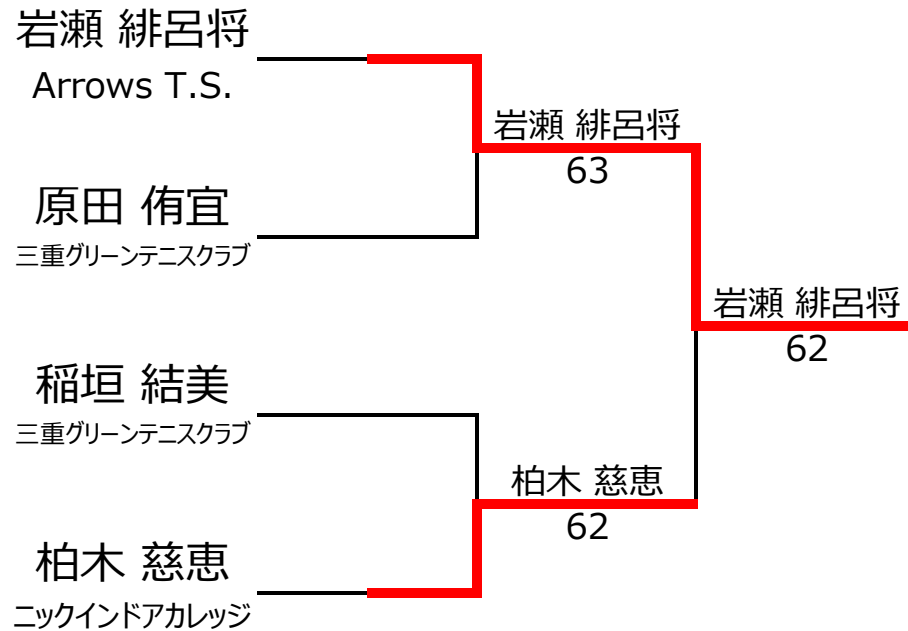 岩瀬 緋呂将
Arrows T.S.
岩瀬 緋呂将
63
原田 侑宜
三重グリーンテニスクラブ
岩瀬 緋呂将
62
稲垣 結美
三重グリーンテニスクラブ
柏木 慈恵
62
柏木 慈恵
ニックインドアカレッジ